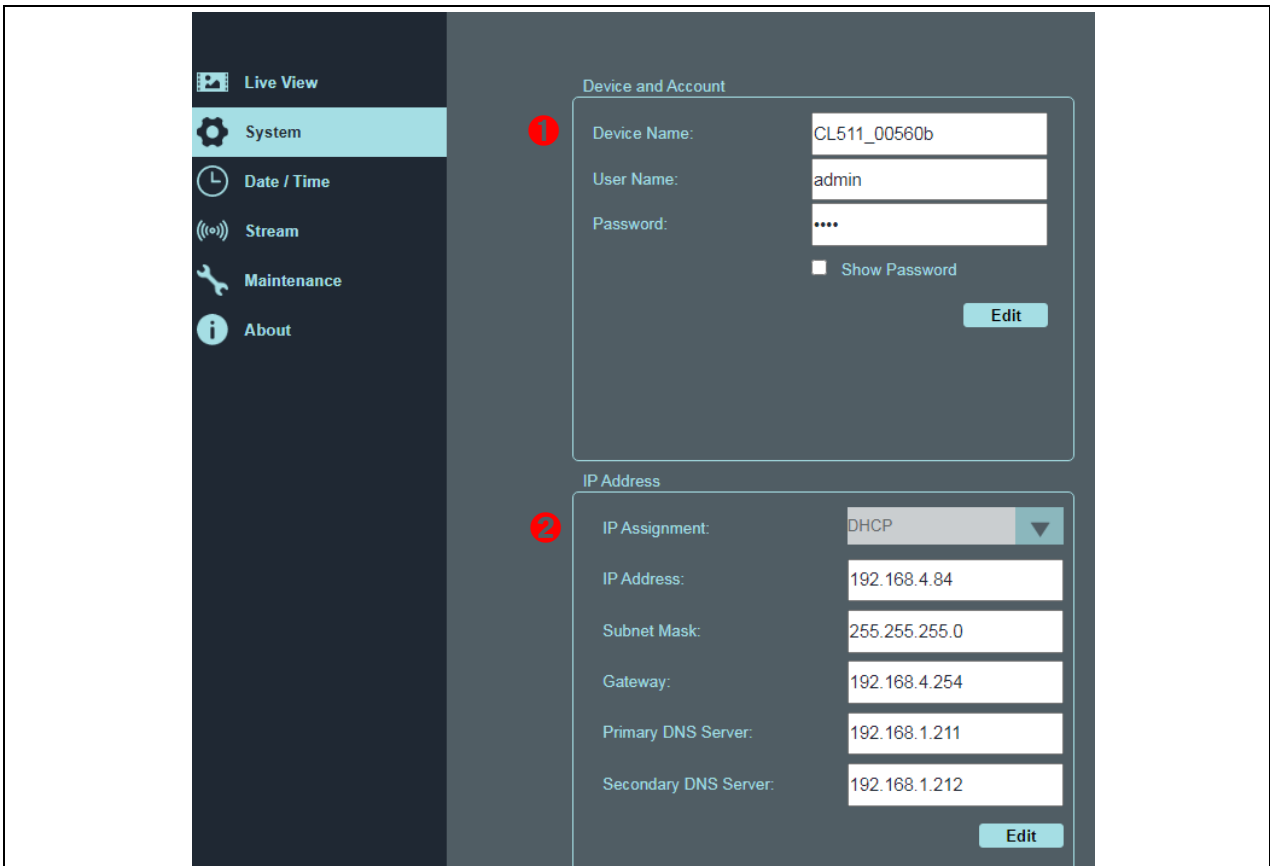 Live View
System
Date / Time
Stream
Maintenance
About
Device and Account
1
Device Name: CL511_00560b
User Name: admin
Password: ••••
Show Password
Edit
IP Address
2
IP Assignment: DHCP
IP Address: 192.168.4.84
Subnet Mask: 255.255.255.0
Gateway: 192.168.4.254
Primary DNS Server: 192.168.1.211
Secondary DNS Server: 192.168.1.212
Edit